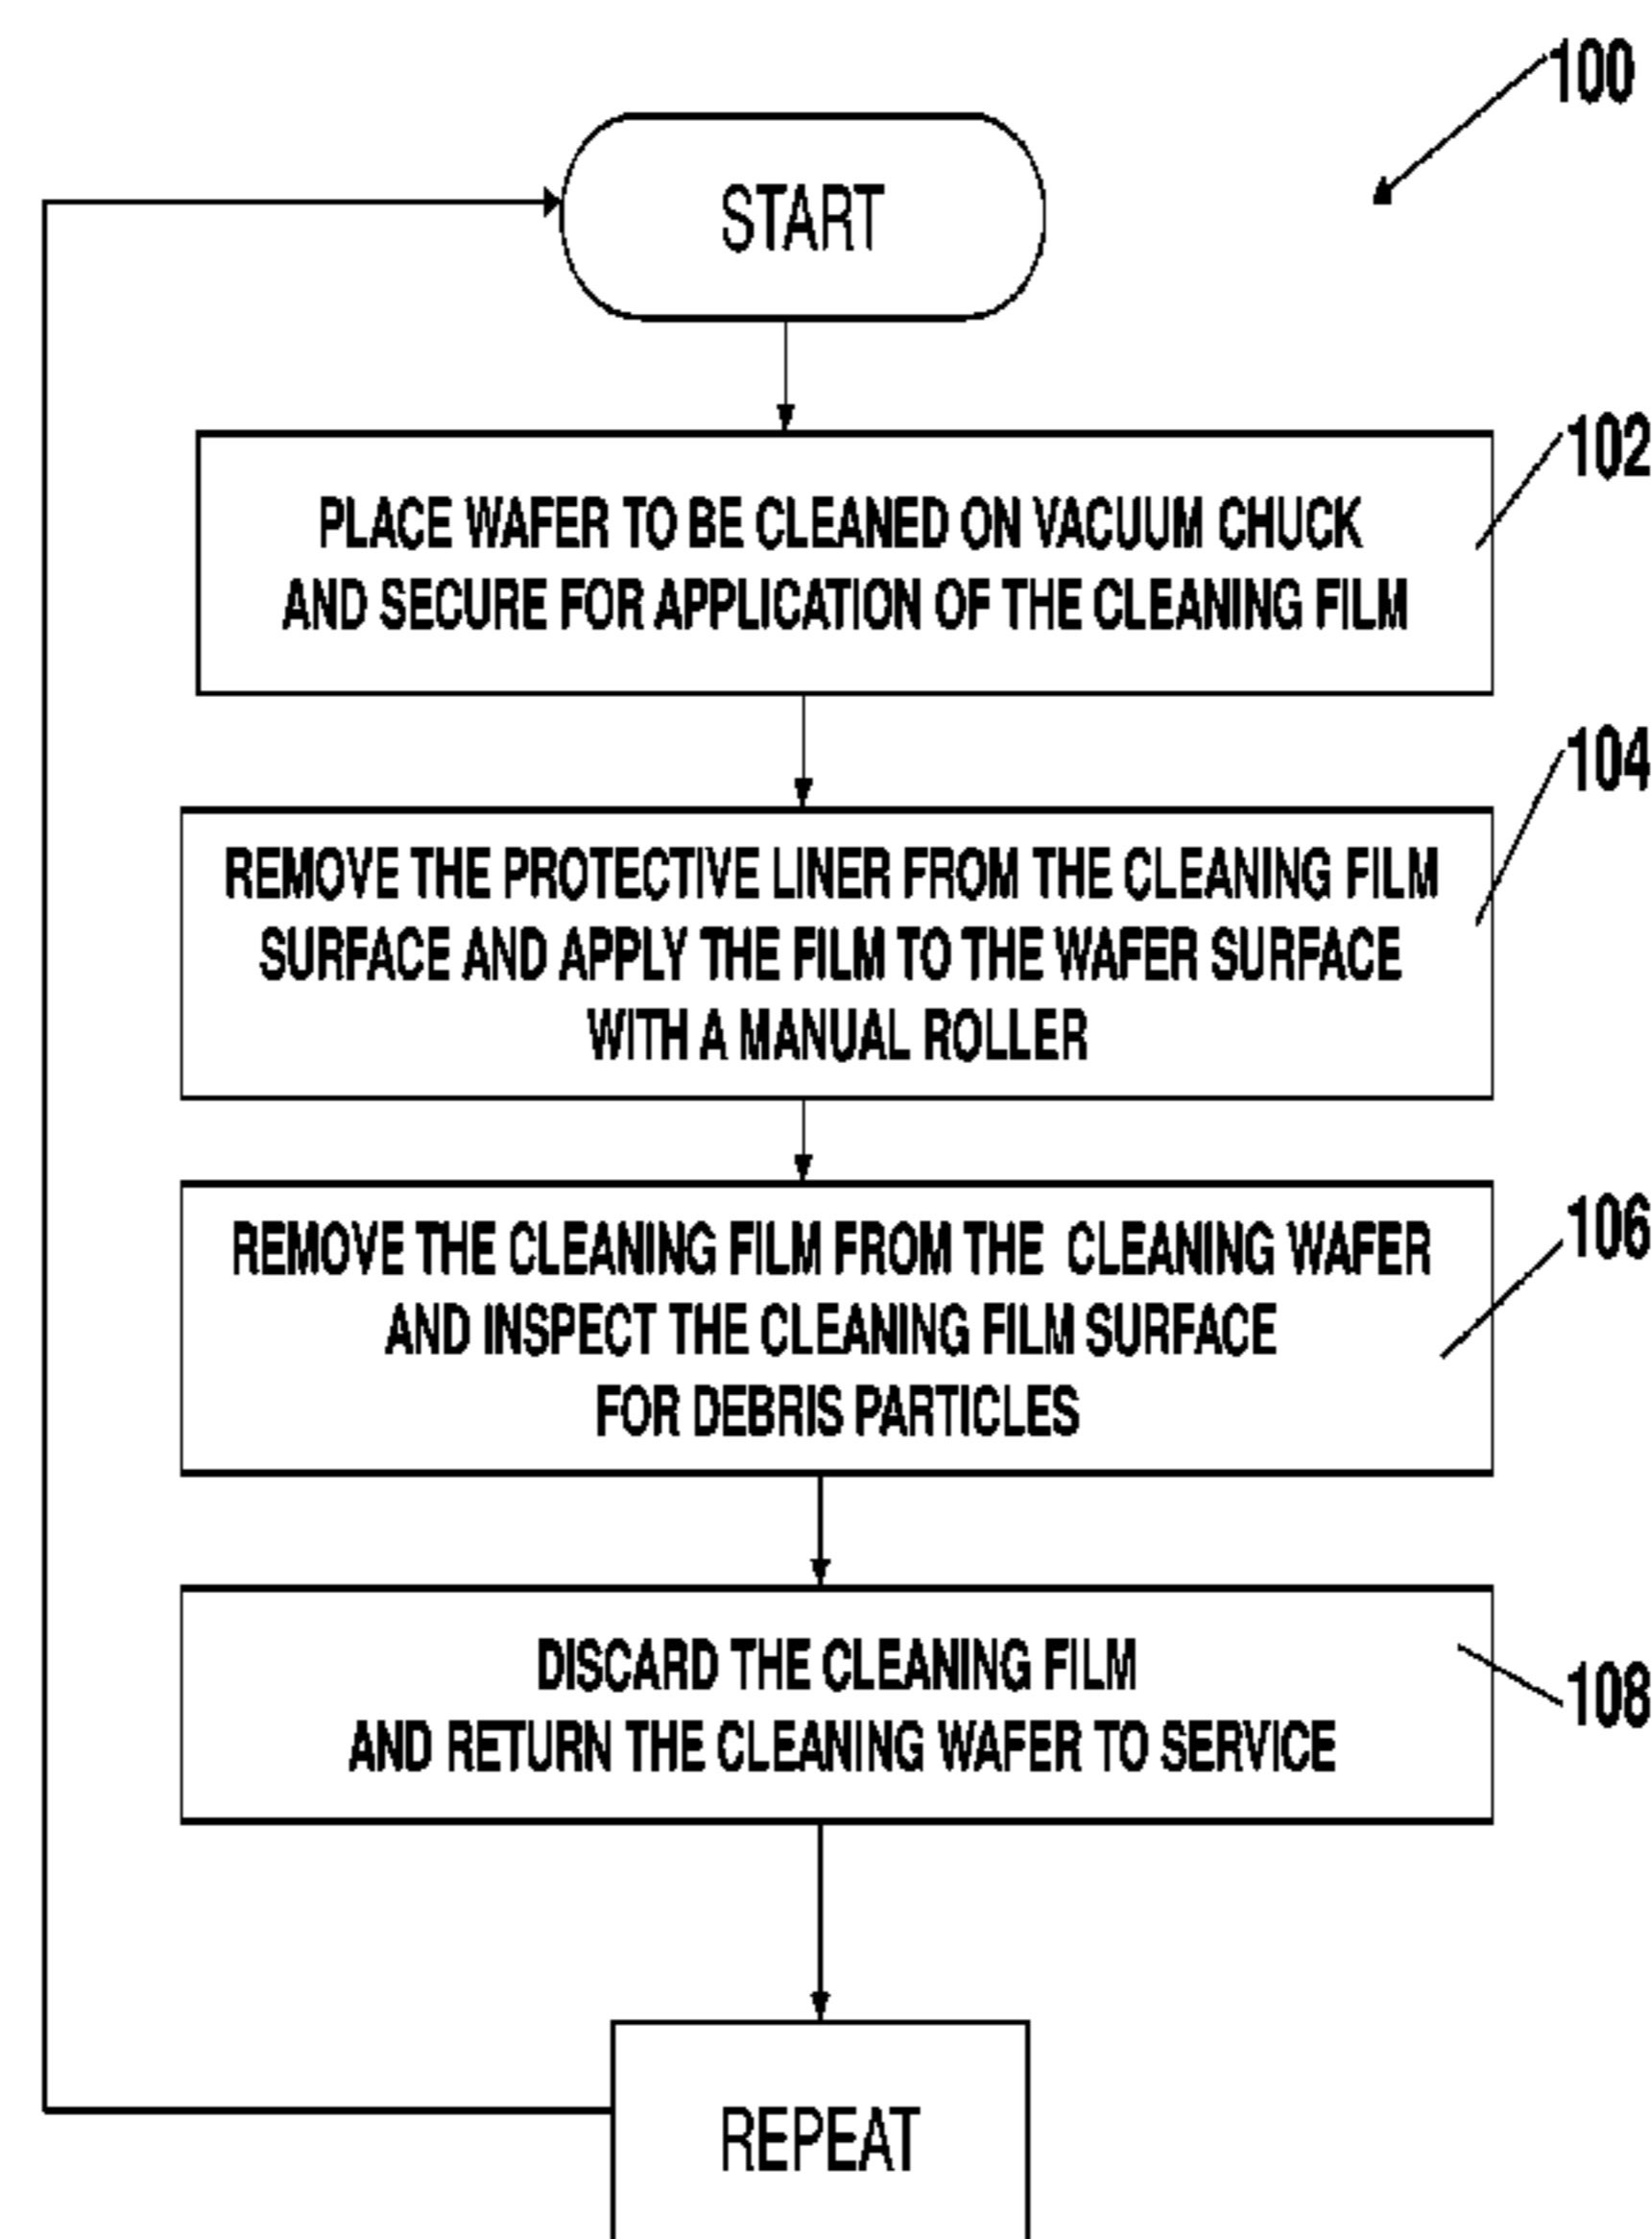 100
START
102
PLACE WAFER TO BE CLEANED ON VACUUM CHUCK
AND SECURE FOR APPLICATION OF THE CLEANING FILM
104
REMOVE THE PROTECTIVE LINER FROM THE CLEANING FILM
SURFACE AND APPLY THE FILM TO THE WAFER SURFACE
WITH A MANUAL ROLLER
106
REMOVE THE CLEANING FILM FROM THE CLEANING WAFER
AND INSPECT THE CLEANING FILM SURFACE
FOR DEBRIS PARTICLES
108
DISCARD THE CLEANING FILM
AND RETURN THE CLEANING WAFER TO SERVICE
REPEAT